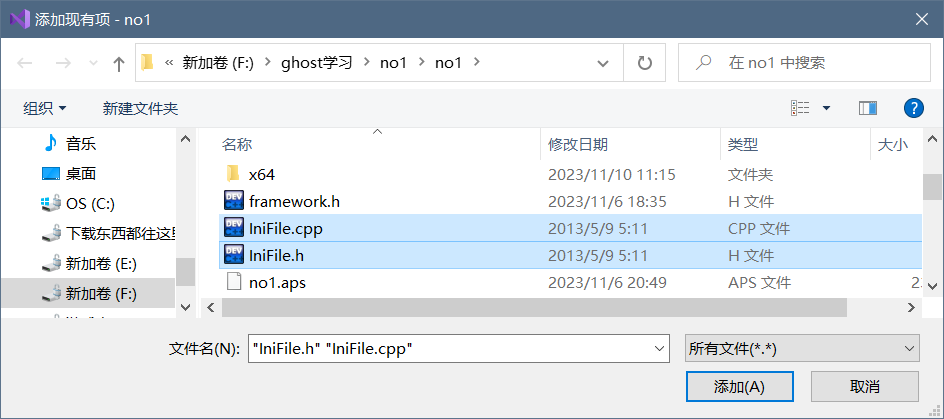 添加现有项 - no1
« 新加卷 (F:) > ghost学习 > no1 > no1 >
在 no1 中搜索
组织 新建文件夹
名称 修改日期 类型 大小
音乐
桌面
OS (C:)
下载东西都往这里
新加卷 (E:)
新加卷 (F:)
x64 2023/11/10 11:15 文件夹
framework.h 2023/11/6 18:35 H 文件
IniFile.cpp 2013/5/9 5:11 CPP 文件
IniFile.h 2013/5/9 5:11 H 文件
no1.aps 2023/11/6 20:49 APS 文件 2
文件名(N): "IniFile.h" "IniFile.cpp" 所有文件(*.*)
添加(A) 取消